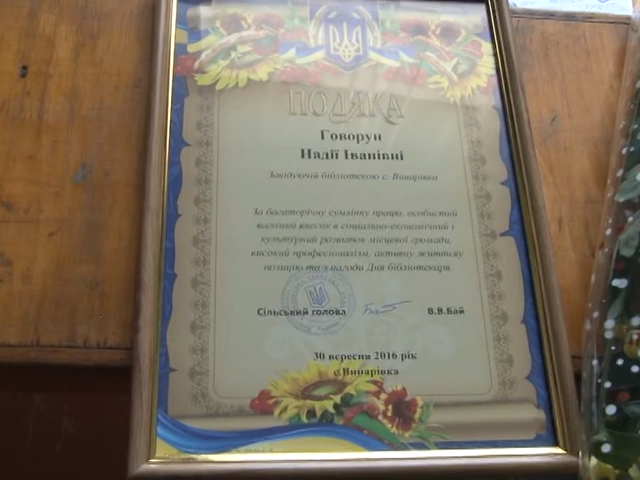 ПОДЯКА
Говорун
Надії Іванівні
Завідуючій бібліотекою с. Винарівка
За багаторічну сумлінну працю, особистий
вагомий внесок в соціально-економічний і
культурний розвиток місцевої громади,
високий професіоналізм, активну життєву
позицію та з нагоди Дня бібліотекаря
Сільський голова В.В.Бай
30 вересня 2016 рік
с.Винарівка